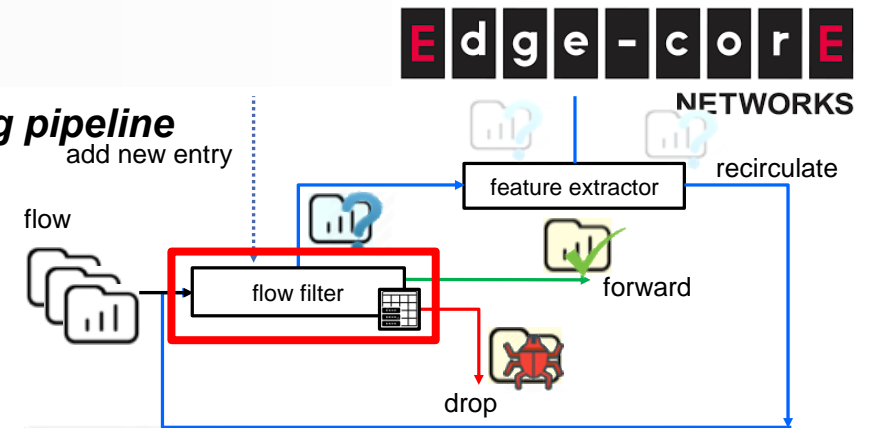 Edge-corE
NETWORKS
g pipeline
add new entry
recirculate
feature extractor
flow
flow filter
forward
drop